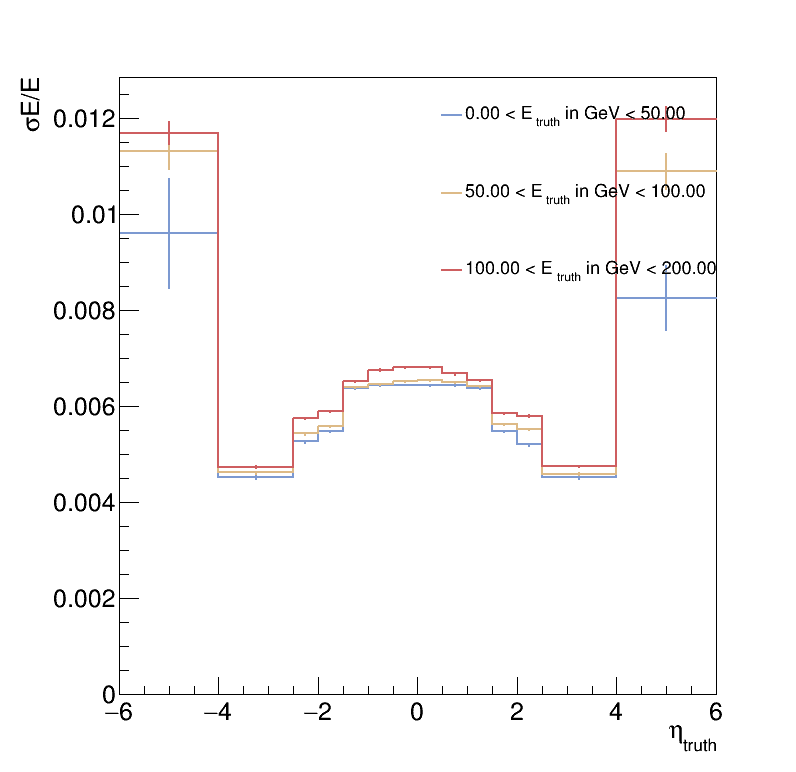 σE/E
0.012
0.01
0.008
0.006
0.004
0.002
0
0.00 < E truth in GeV < 50.00
50.00 < E truth in GeV < 100.00
100.00 < E truth in GeV < 200.00
−6 −4 −2 0 2 4 6
η truth